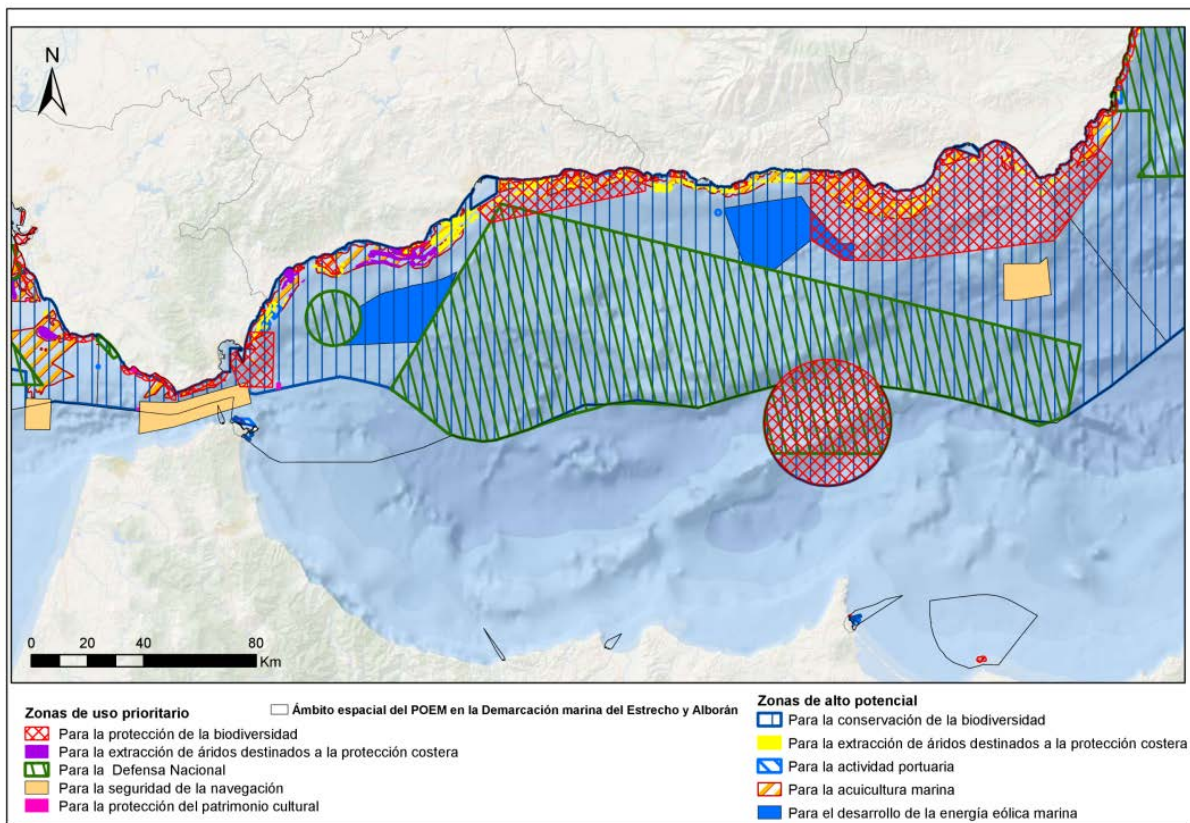 N
0 20 40 80
Km
Zonas de uso prioritario
Para la protección de la biodiversidad
Para la extracción de áridos destinados a la protección costera
Para la Defensa Nacional
Para la seguridad de la navegación
Para la protección del patrimonio cultural
Ámbito espacial del POEM en la Demarcación marina del Estrecho y Alborán
Zonas de alto potencial
Para la conservación de la biodiversidad
Para la extracción de áridos destinados a la protección costera
Para la actividad portuaria
Para la acuicultura marina
Para el desarrollo de la energía eólica marina